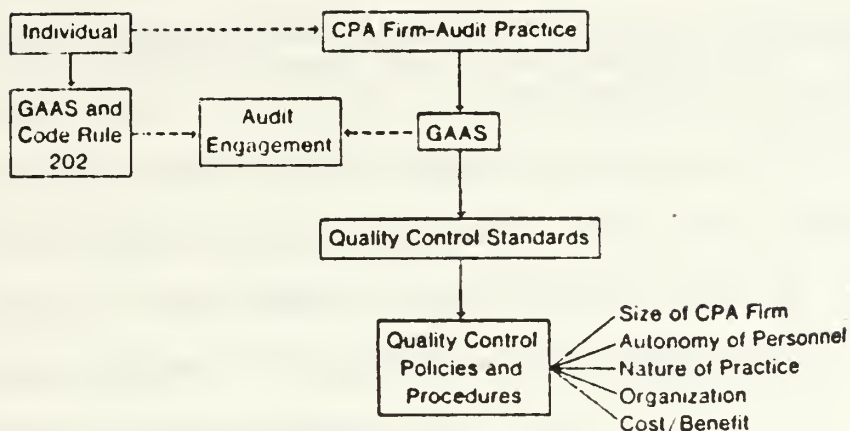 Individual
CPA Firm-Audit Practice
GAAS and
Code Rule
202
Audit
Engagement
GAAS
Quality Control Standards
Quality Control
Policies and
Procedures
Size of CPA Firm
Autonomy of Personnel
Nature of Practice
Organization
Cost/Benefit